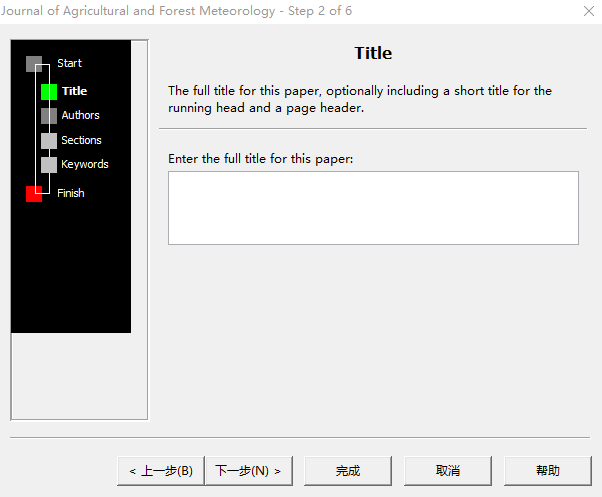 Journal of Agricultural and Forest Meteorology - Step 2 of 6
Start
Title
Authors
Sections
Keywords
Finish
Title
The full title for this paper, optionally including a short title for the
running head and a page header.
Enter the full title for this paper:
< 上一步(B)
下一步(N) >
完成
取消
帮助